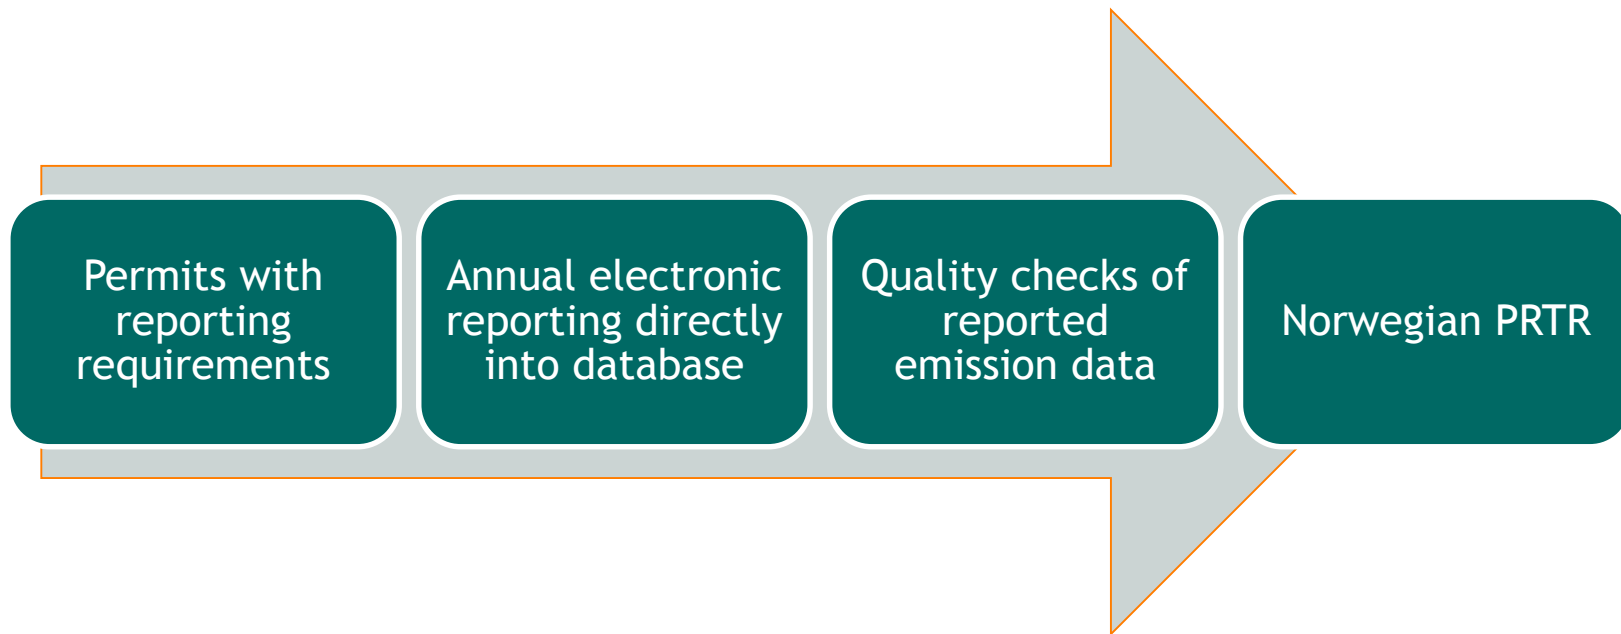 Permits with
reporting
requirements
Annual electronic
reporting directly
into database
Quality checks of
reported
emission data
Norwegian PRTR